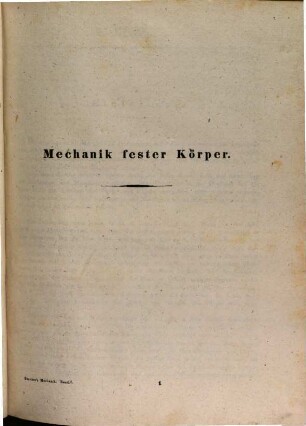 Mechanik fester Körper.
1